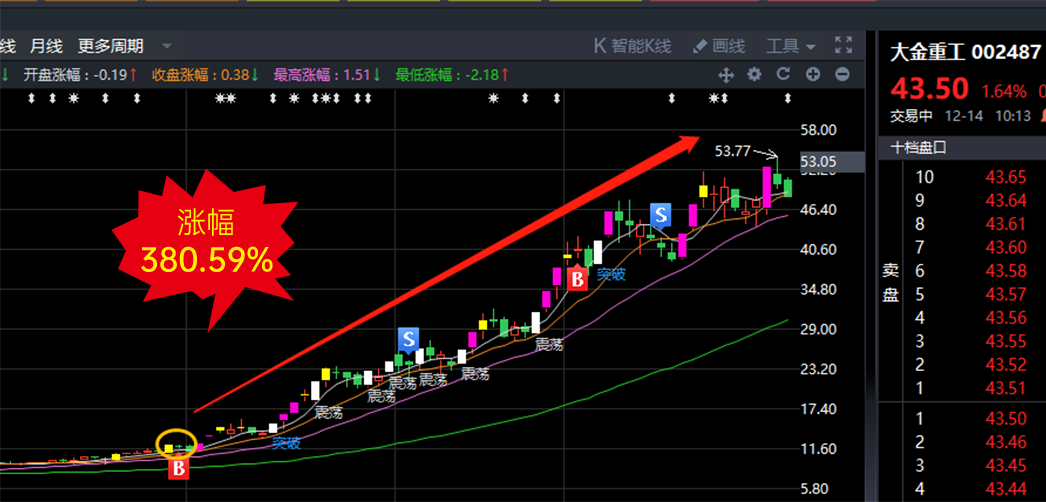 线 月线 更多周期 K 智能K线 画线 工具
大金重工 002487
↓ 开盘涨幅：-0.19↑ 收盘涨幅：0.38↓ 最高涨幅：1.51↓ 最低涨幅：-2.18↑
43.50 1.64%
交易中 12-14 10:13
十档盘口
58.00
53.77
53.05
46.40
40.60
34.80
29.00
23.20
17.40
11.60
5.80
涨幅
380.59%
S
B
突破
S
震荡
震荡
震荡
震荡
震荡
震荡
突破
B
卖盘
10 43.65
9 43.64
8 43.61
7 43.60
6 43.58
5 43.57
4 43.56
3 43.55
2 43.52
1 43.51
1 43.50
2 43.46
3 43.45
4 43.44